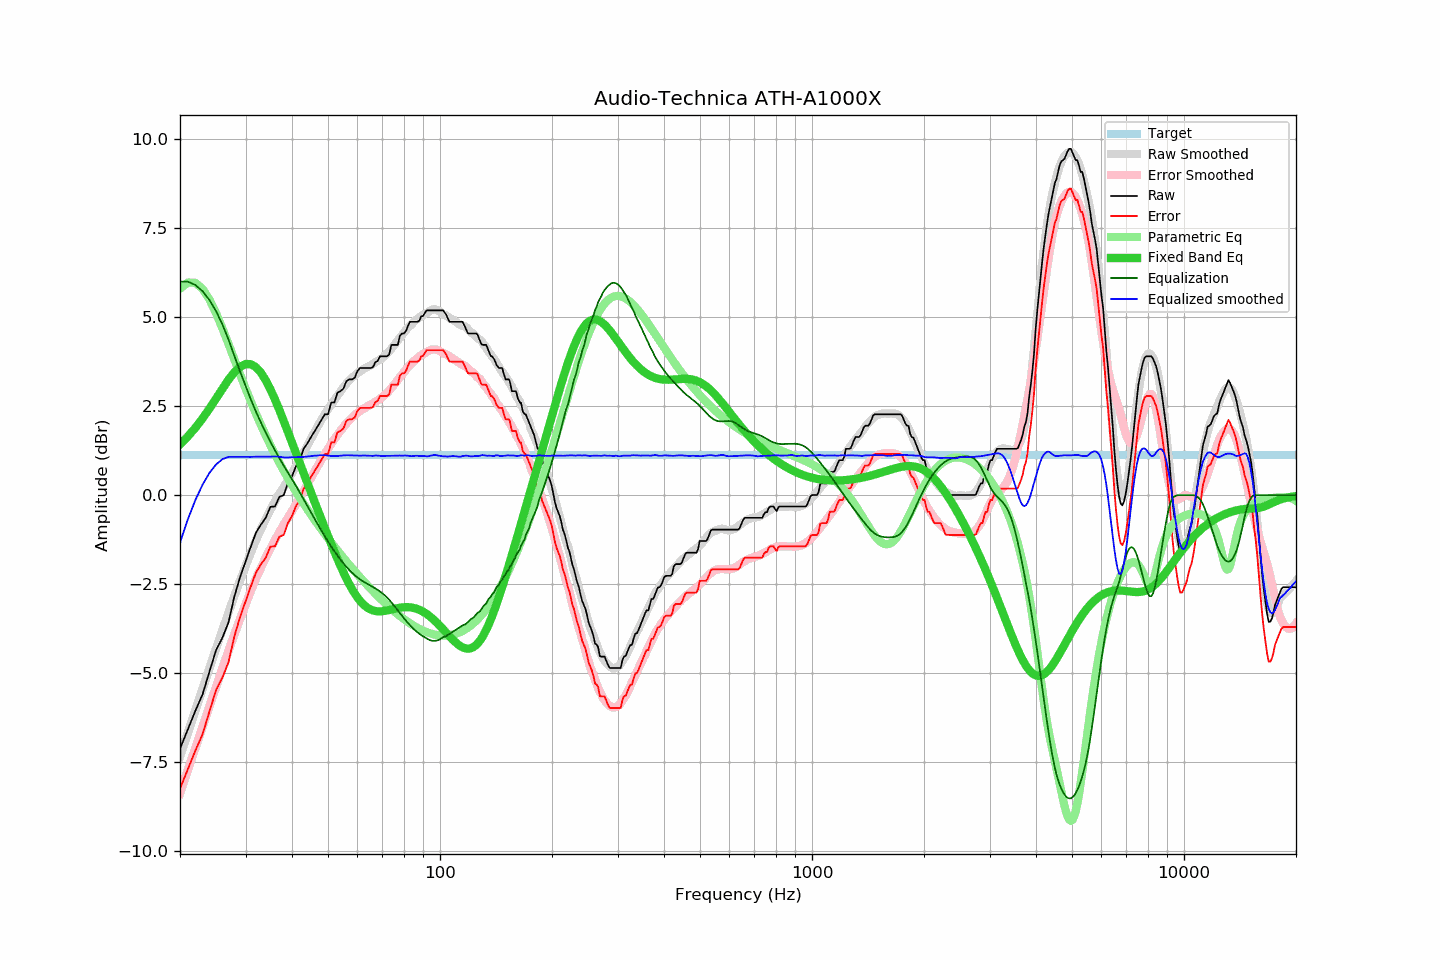 Audio-Technica ATH-A1000X
10.0
7.5
5.0
2.5
0.0
−2.5
−5.0
−7.5
−10.0
Amplitude (dBr)
Target
Raw Smoothed
Error Smoothed
Raw
Error
Parametric Eq
Fixed Band Eq
Equalization
Equalized smoothed
100
1000
10000
Frequency (Hz)